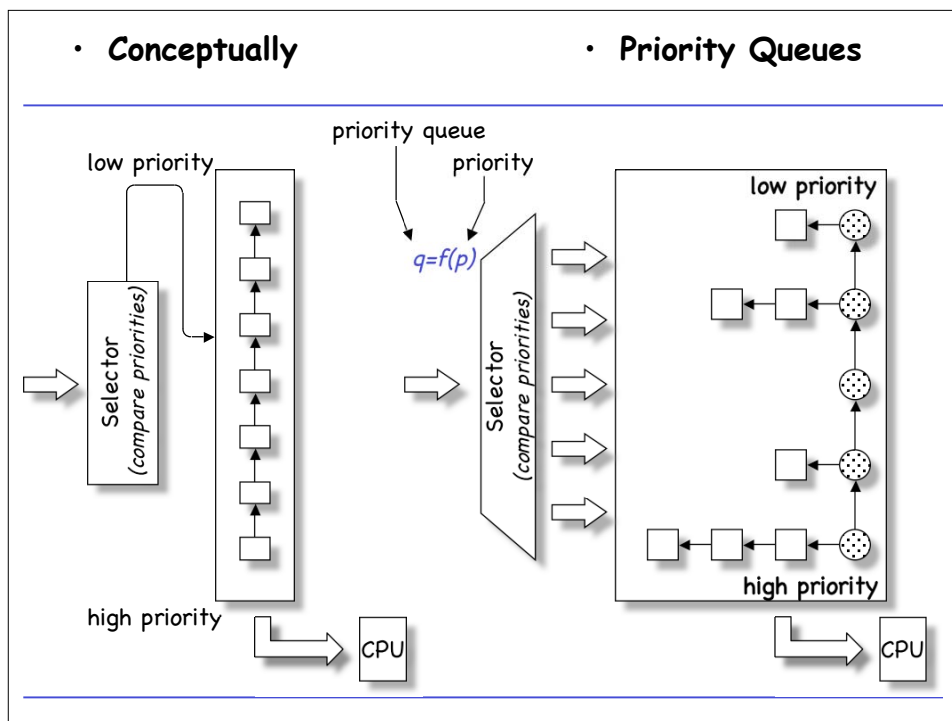 • Conceptually
• Priority Queues
priority queue
low priority
priority
low priority
q=f(p)
Selector
(compare priorities)
Selector
(compare priorities)
high priority
high priority
CPU
CPU